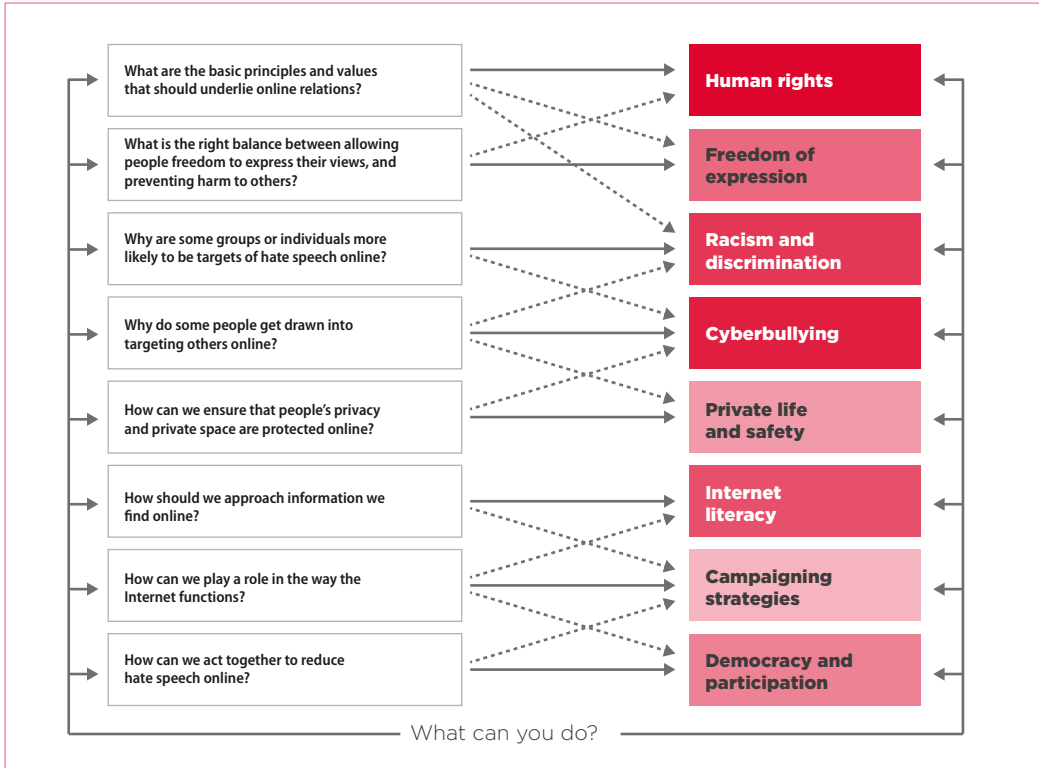 What are the basic principles and values
that should underlie online relations?
Human rights
What is the right balance between allowing
people freedom to express their views, and
preventing harm to others?
Freedom of
expression
Why are some groups or individuals more
likely to be targets of hate speech online?
Racism and
discrimination
Why do some people get drawn into
targeting others online?
Cyberbullying
How can we ensure that people’s privacy
and private space are protected online?
Private life
and safety
How should we approach information we
find online?
Internet
literacy
How can we play a role in the way the
Internet functions?
Campaigning
strategies
How can we act together to reduce
hate speech online?
Democracy and
participation
What can you do?